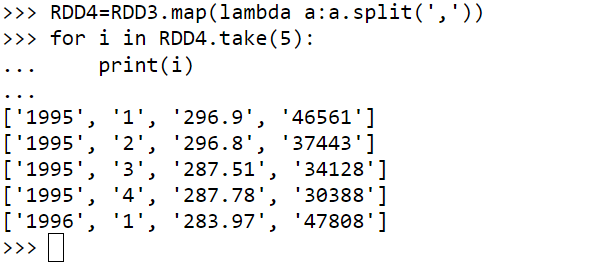 >>> RDD4=RDD3.map(lambda a:a.split(','))
>>> for i in RDD4.take(5):
...     print(i)
...
['1995', '1', '296.9', '46561']
['1995', '2', '296.8', '37443']
['1995', '3', '287.51', '34128']
['1995', '4', '287.78', '30388']
['1996', '1', '283.97', '47808']
>>>